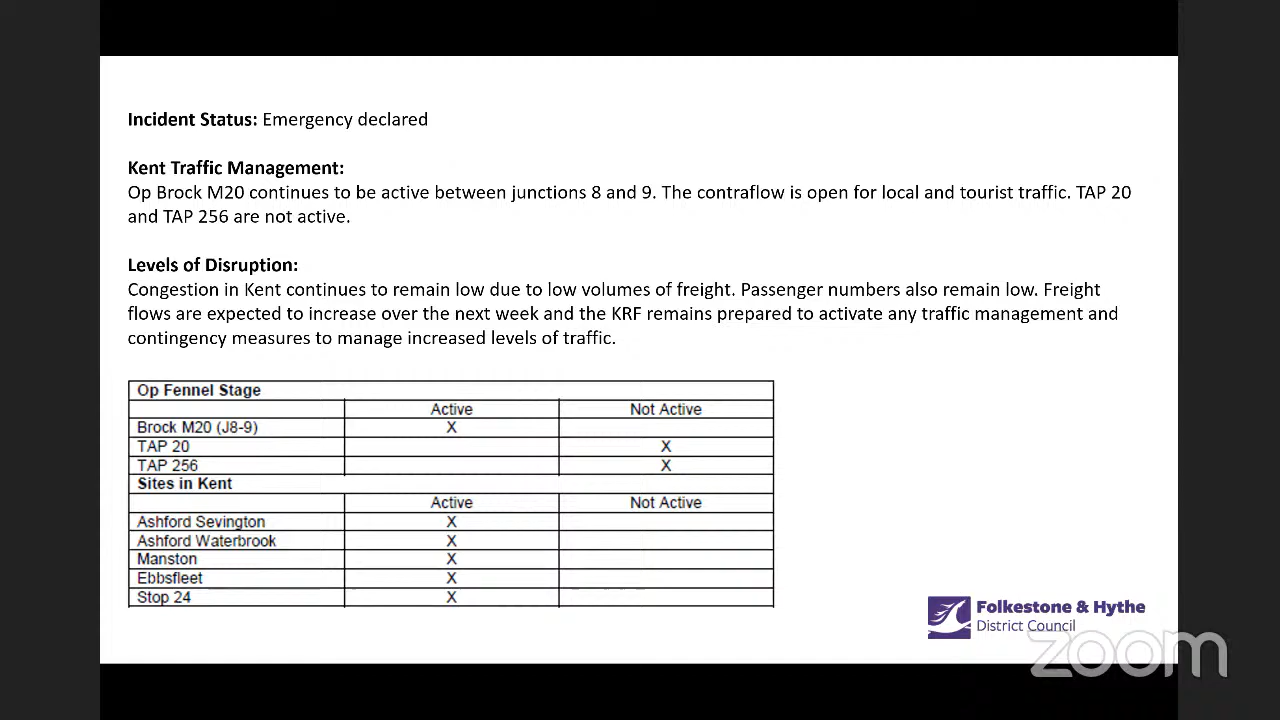 Incident Status: Emergency declared
Kent Traffic Management:
Op Brock M20 continues to be active between junctions 8 and 9. The contraflow is open for local and tourist traffic. TAP 20
and TAP 256 are not active.
Levels of Disruption:
Congestion in Kent continues to remain low due to low volumes of freight. Passenger numbers also remain low. Freight
flows are expected to increase over the next week and the KRF remains prepared to activate any traffic management and
contingency measures to manage increased levels of traffic.
Op Fennel Stage
Active Not Active
Brock M20 (J8-9) X
TAP 20 X
TAP 256 X
Sites in Kent
Active Not Active
Ashford Sevington X
Ashford Waterbrook X
Manston X
Ebbsfleet X
Stop 24 X
Folkestone & Hythe
District Council
zoom